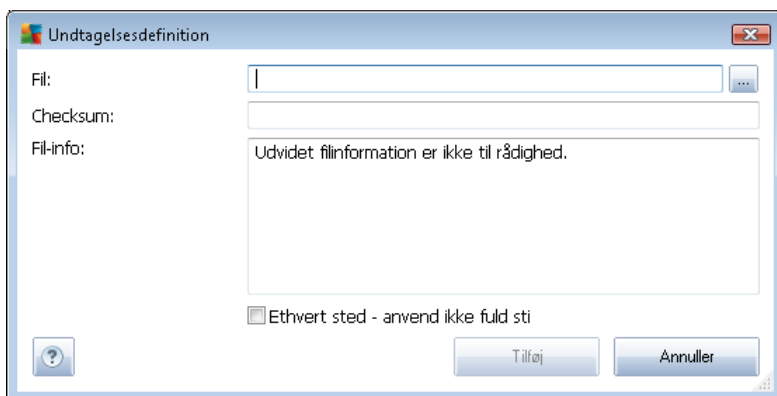 Undtagelsesdefinition
Fil:
...
Checksum:
Fil-info:
Udvidet filinformation er ikke til rådighed.
Ethvert sted - anvend ikke fuld sti
?
Tilføj
Annuller